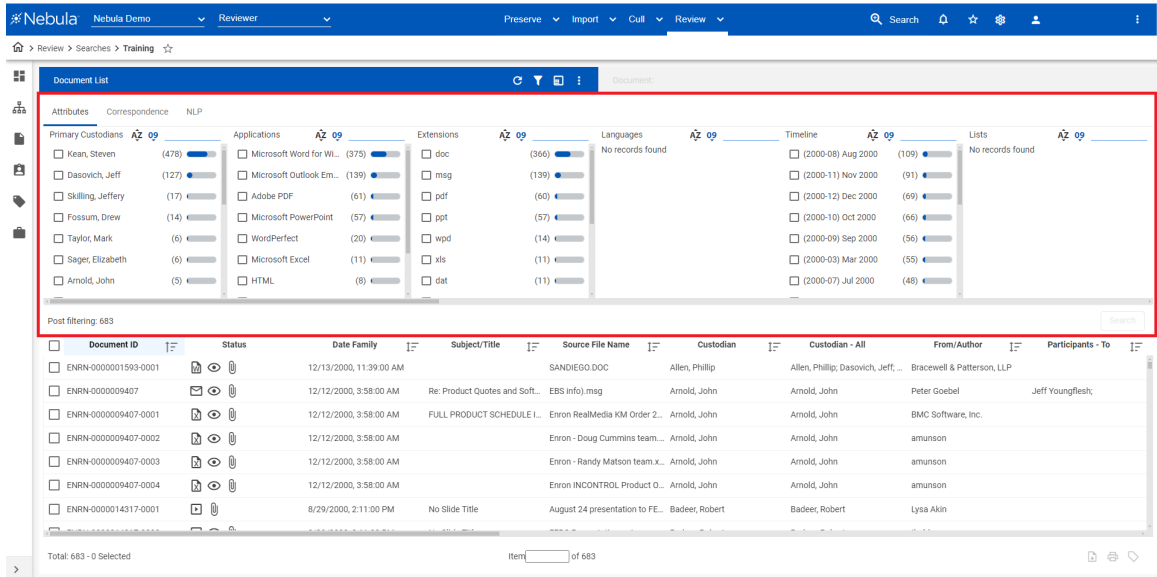 Nebula Nebula Demo Reviewer Preserve Import Cull Review Search
Review > Searches > Training
Document List Document:
Attributes Correspondence NLP
Primary Custodians AZ 09 Applications AZ 09 Extensions AZ 09 Languages AZ 09 Timeline AZ 09 Lists AZ 09
Kean, Steven (478) Microsoft Word for Wi... (375) doc (366) No records found (2000-08) Aug 2000 (109) No records found
Dasovich, Jeff (127) Microsoft Outlook Em... (139) msg (139) (2000-11) Nov 2000 (91)
Skilling, Jeffery (17) Adobe PDF (61) pdf (60) (2000-12) Dec 2000 (69)
Fossum, Drew (14) Microsoft PowerPoint (57) ppt (57) (2000-10) Oct 2000 (66)
Taylor, Mark (6) WordPerfect (20) wpd (14) (2000-09) Sep 2000 (56)
Sager, Elizabeth (6) Microsoft Excel (11) xls (11) (2000-03) Mar 2000 (55)
Arnold, John (5) HTML (8) dat (11) (2000-07) Jul 2000 (48)
Post filtering: 683 Search
Document ID Status Date Family Subject/Title Source File Name Custodian Custodian - All From/Author Participants - To
ENRN-0000001593-0001 12/13/2000, 11:39:00 AM SANDIEGO.DOC Allen, Phillip Allen, Phillip; Dasovich, Jeff; ... Bracewell & Patterson, LLP
ENRN-0000009407 12/12/2000, 3:58:00 AM Re: Product Quotes and Soft... EBS info).msg Arnold, John Arnold, John Peter Goebel Jeff Youngflesh;
ENRN-0000009407-0001 12/12/2000, 3:58:00 AM FULL PRODUCT SCHEDULE I... Enron RealMedia KM Order 2... Arnold, John Arnold, John BMC Software, Inc.
ENRN-0000009407-0002 12/12/2000, 3:58:00 AM Enron - Doug Cummins team.... Arnold, John Arnold, John amunson
ENRN-0000009407-0003 12/12/2000, 3:58:00 AM Enron - Randy Matson team.x... Arnold, John Arnold, John amunson
ENRN-0000009407-0004 12/12/2000, 3:58:00 AM Enron INCONTROL Product O... Arnold, John Arnold, John amunson
ENRN-0000014317-0001 8/29/2000, 2:11:00 PM No Slide Title August 24 presentation to FE... Badeer, Robert Badeer, Robert Lysa Akin
Total: 683 - 0 Selected Item of 683